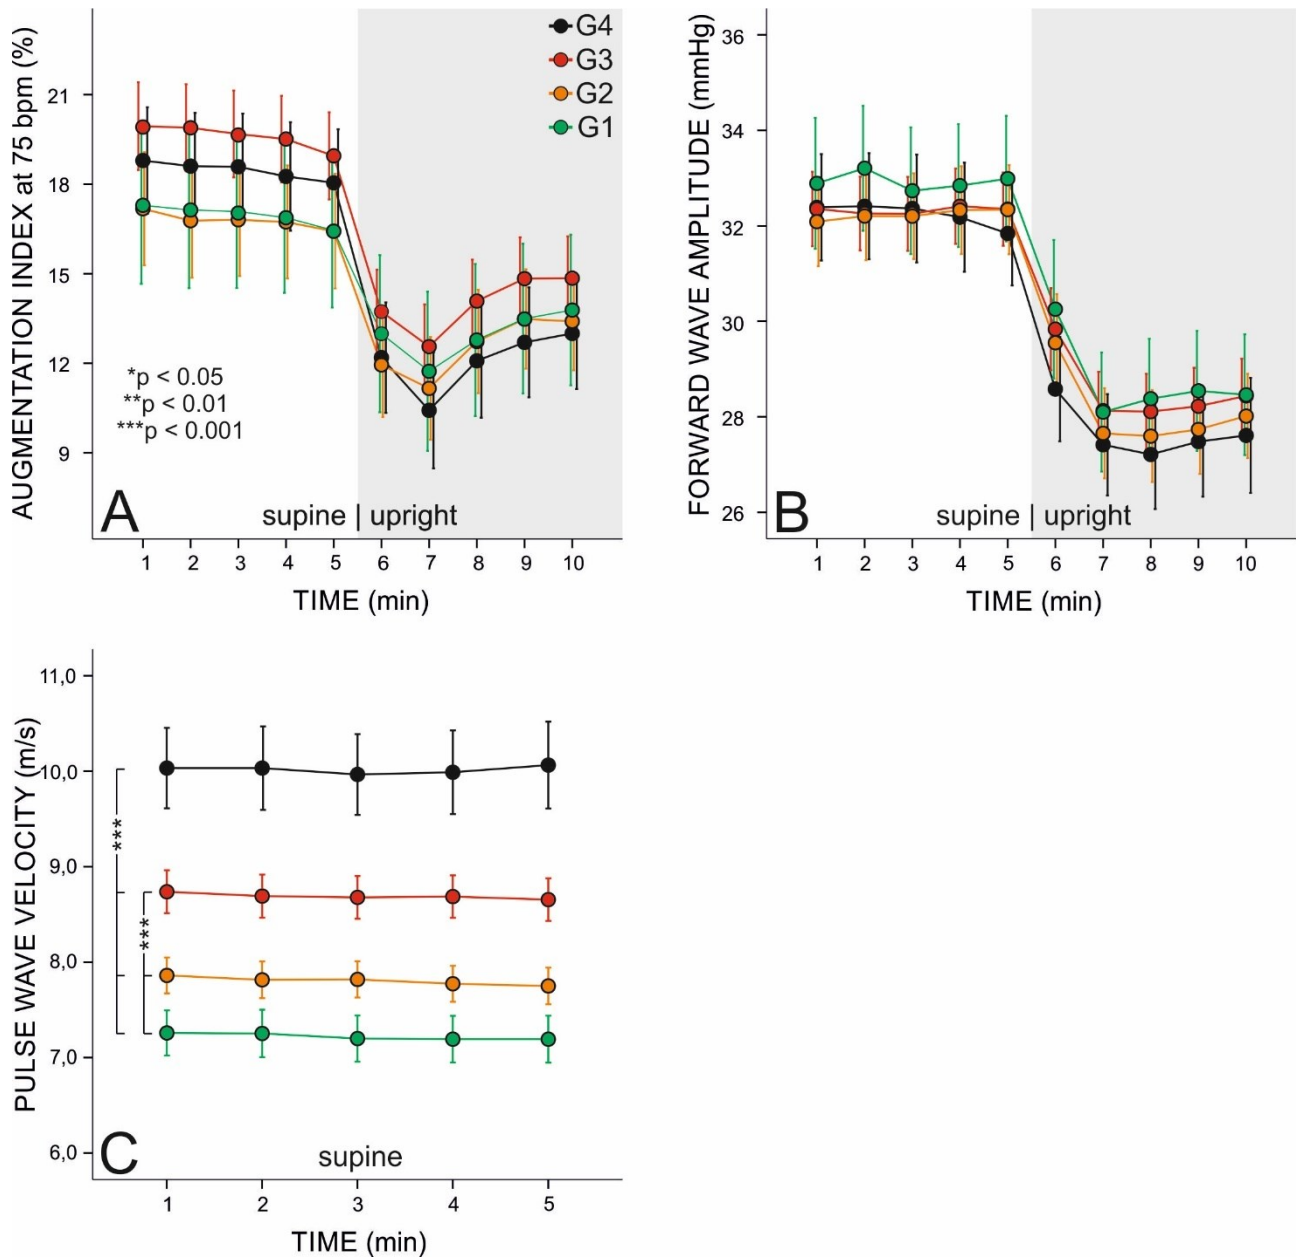 AUGMENTATION INDEX at 75 bpm (%)
21
18
15
12
9
G4
G3
G2
G1
*p < 0.05
**p < 0.01
***p < 0.001
A
supine | upright
1 2 3 4 5 6 7 8 9 10
TIME (min)
FORWARD WAVE AMPLITUDE (mmHg)
36
34
32
30
28
26
B
supine | upright
1 2 3 4 5 6 7 8 9 10
TIME (min)
PULSE WAVE VELOCITY (m/s)
11,0
10,0
9,0
8,0
7,0
6,0
***
***
C
supine
1 2 3 4 5
TIME (min)